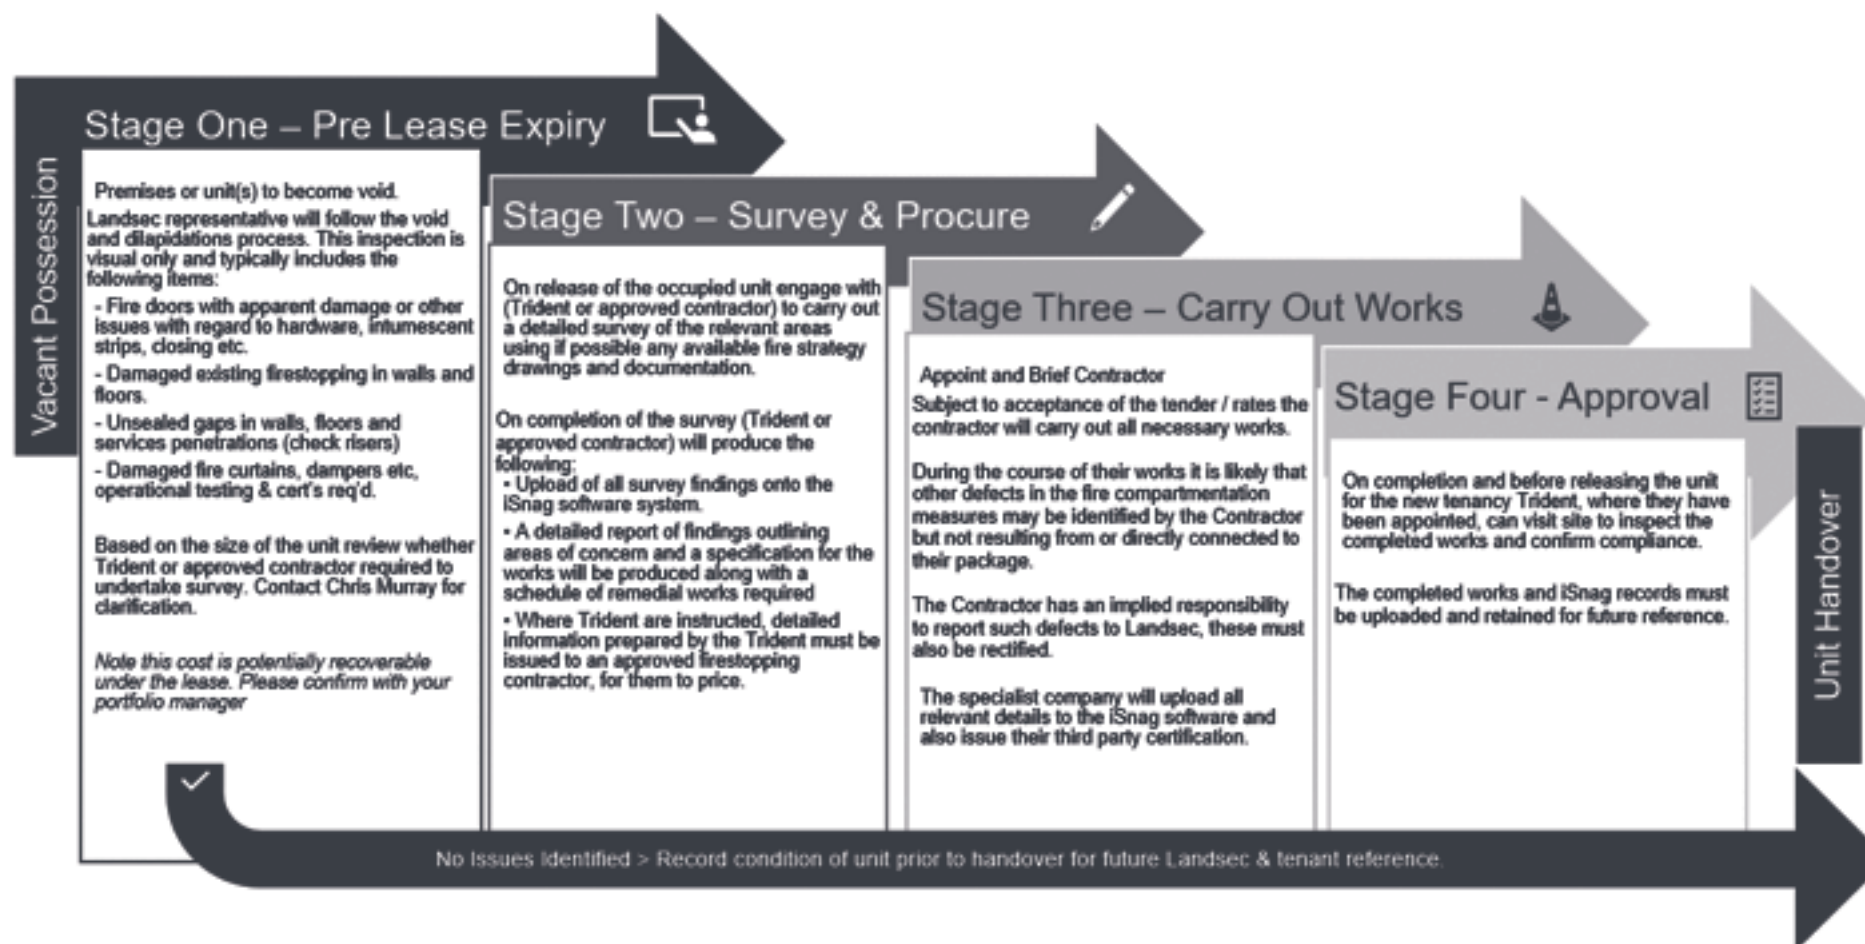 Vacant Possession
Stage One – Pre Lease Expiry
Premises or unit(s) to become void.
Landsec representative will follow the void
and dilapidations process. This inspection is
visual only and typically includes the
following items:
- Fire doors with apparent damage or other
issues with regard to hardware, intumescent
strips, closing etc.
- Damaged existing firestopping in walls and
floors.
- Unsealed gaps in walls, floors and
services penetrations (check risers)
- Damaged fire curtains, dampers etc,
operational testing & cert's req'd.
Based on the size of the unit review whether
Trident or approved contractor required to
undertake survey. Contact Chris Murray for
clarification.
Note this cost is potentially recoverable
under the lease. Please confirm with your
portfolio manager
Stage Two – Survey & Procure
On release of the occupied unit engage with
(Trident or approved contractor) to carry out
a detailed survey of the relevant areas
using if possible any available fire strategy
drawings and documentation.
On completion of the survey (Trident or
approved contractor) will produce the
following:
• Upload of all survey findings onto the
iSnag software system.
• A detailed report of findings outlining
areas of concern and a specification for the
works will be produced along with a
schedule of remedial works required
• Where Trident are instructed, detailed
information prepared by the Trident must be
issued to an approved firestopping
contractor, for them to price.
Stage Three – Carry Out Works
Appoint and Brief Contractor
Subject to acceptance of the tender / rates the
contractor will carry out all necessary works.
During the course of their works it is likely that
other defects in the fire compartmentation
measures may be identified by the Contractor
but not resulting from or directly connected to
their package.
The Contractor has an implied responsibility
to report such defects to Landsec, these must
also be rectified.
The specialist company will upload all
relevant details to the iSnag software and
also issue their third party certification.
Stage Four - Approval
On completion and before releasing the unit
for the new tenancy Trident, where they have
been appointed, can visit site to inspect the
completed works and confirm compliance.
The completed works and iSnag records must
be uploaded and retained for future reference.
Unit Handover
No Issues Identified > Record condition of unit prior to handover for future Landsec & tenant reference.